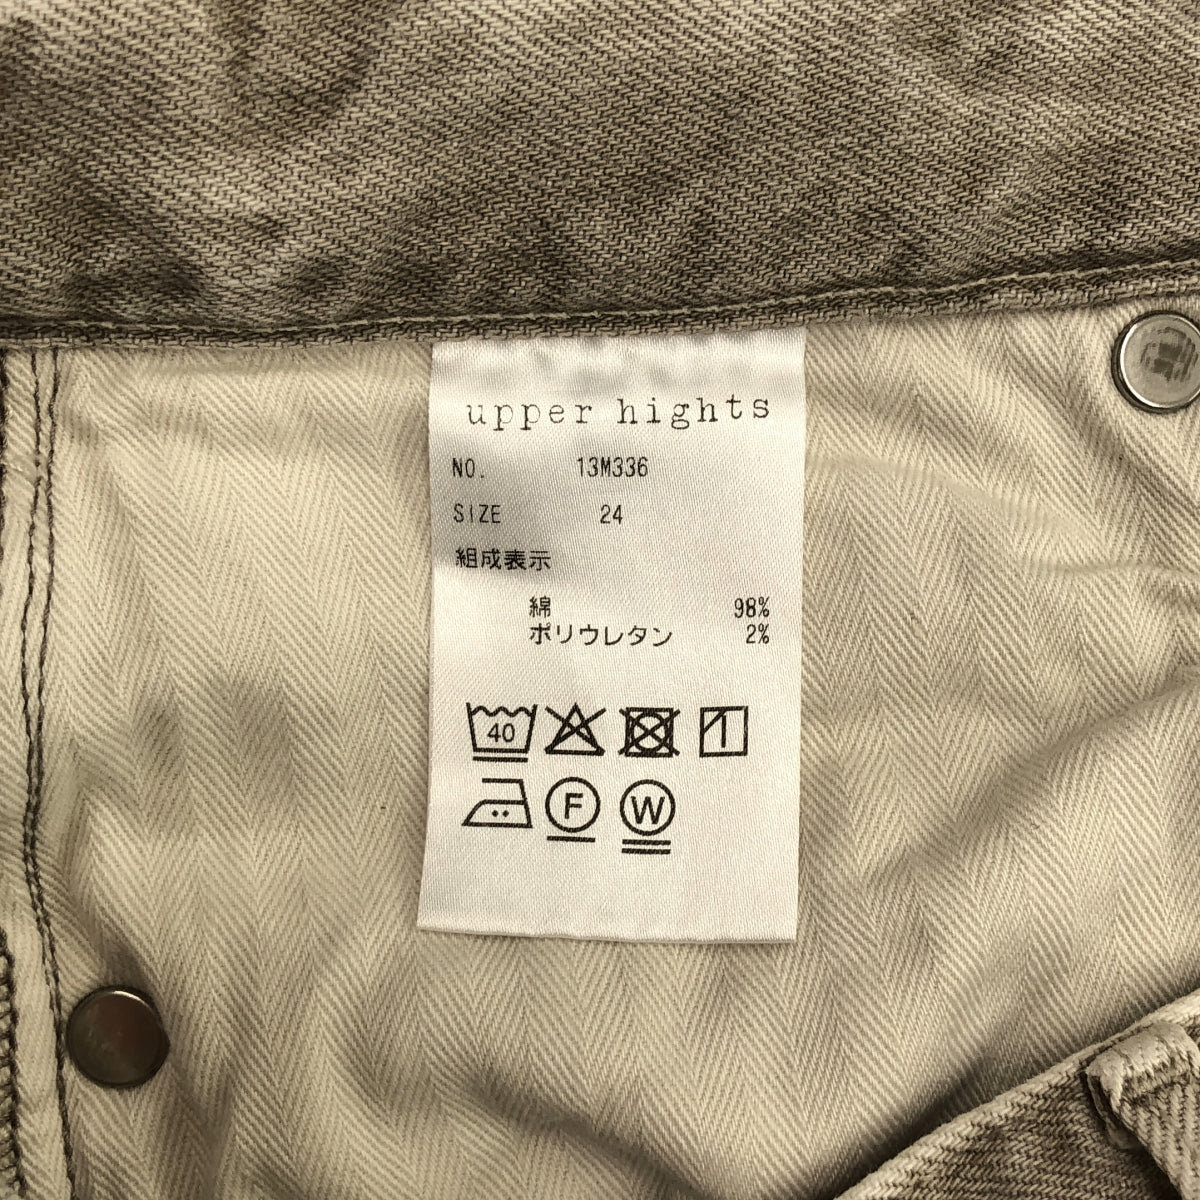 upper hights
NO. 13M336
SIZE 24
組成表示
綿 98%
ポリウレタン 2%
40
F
W